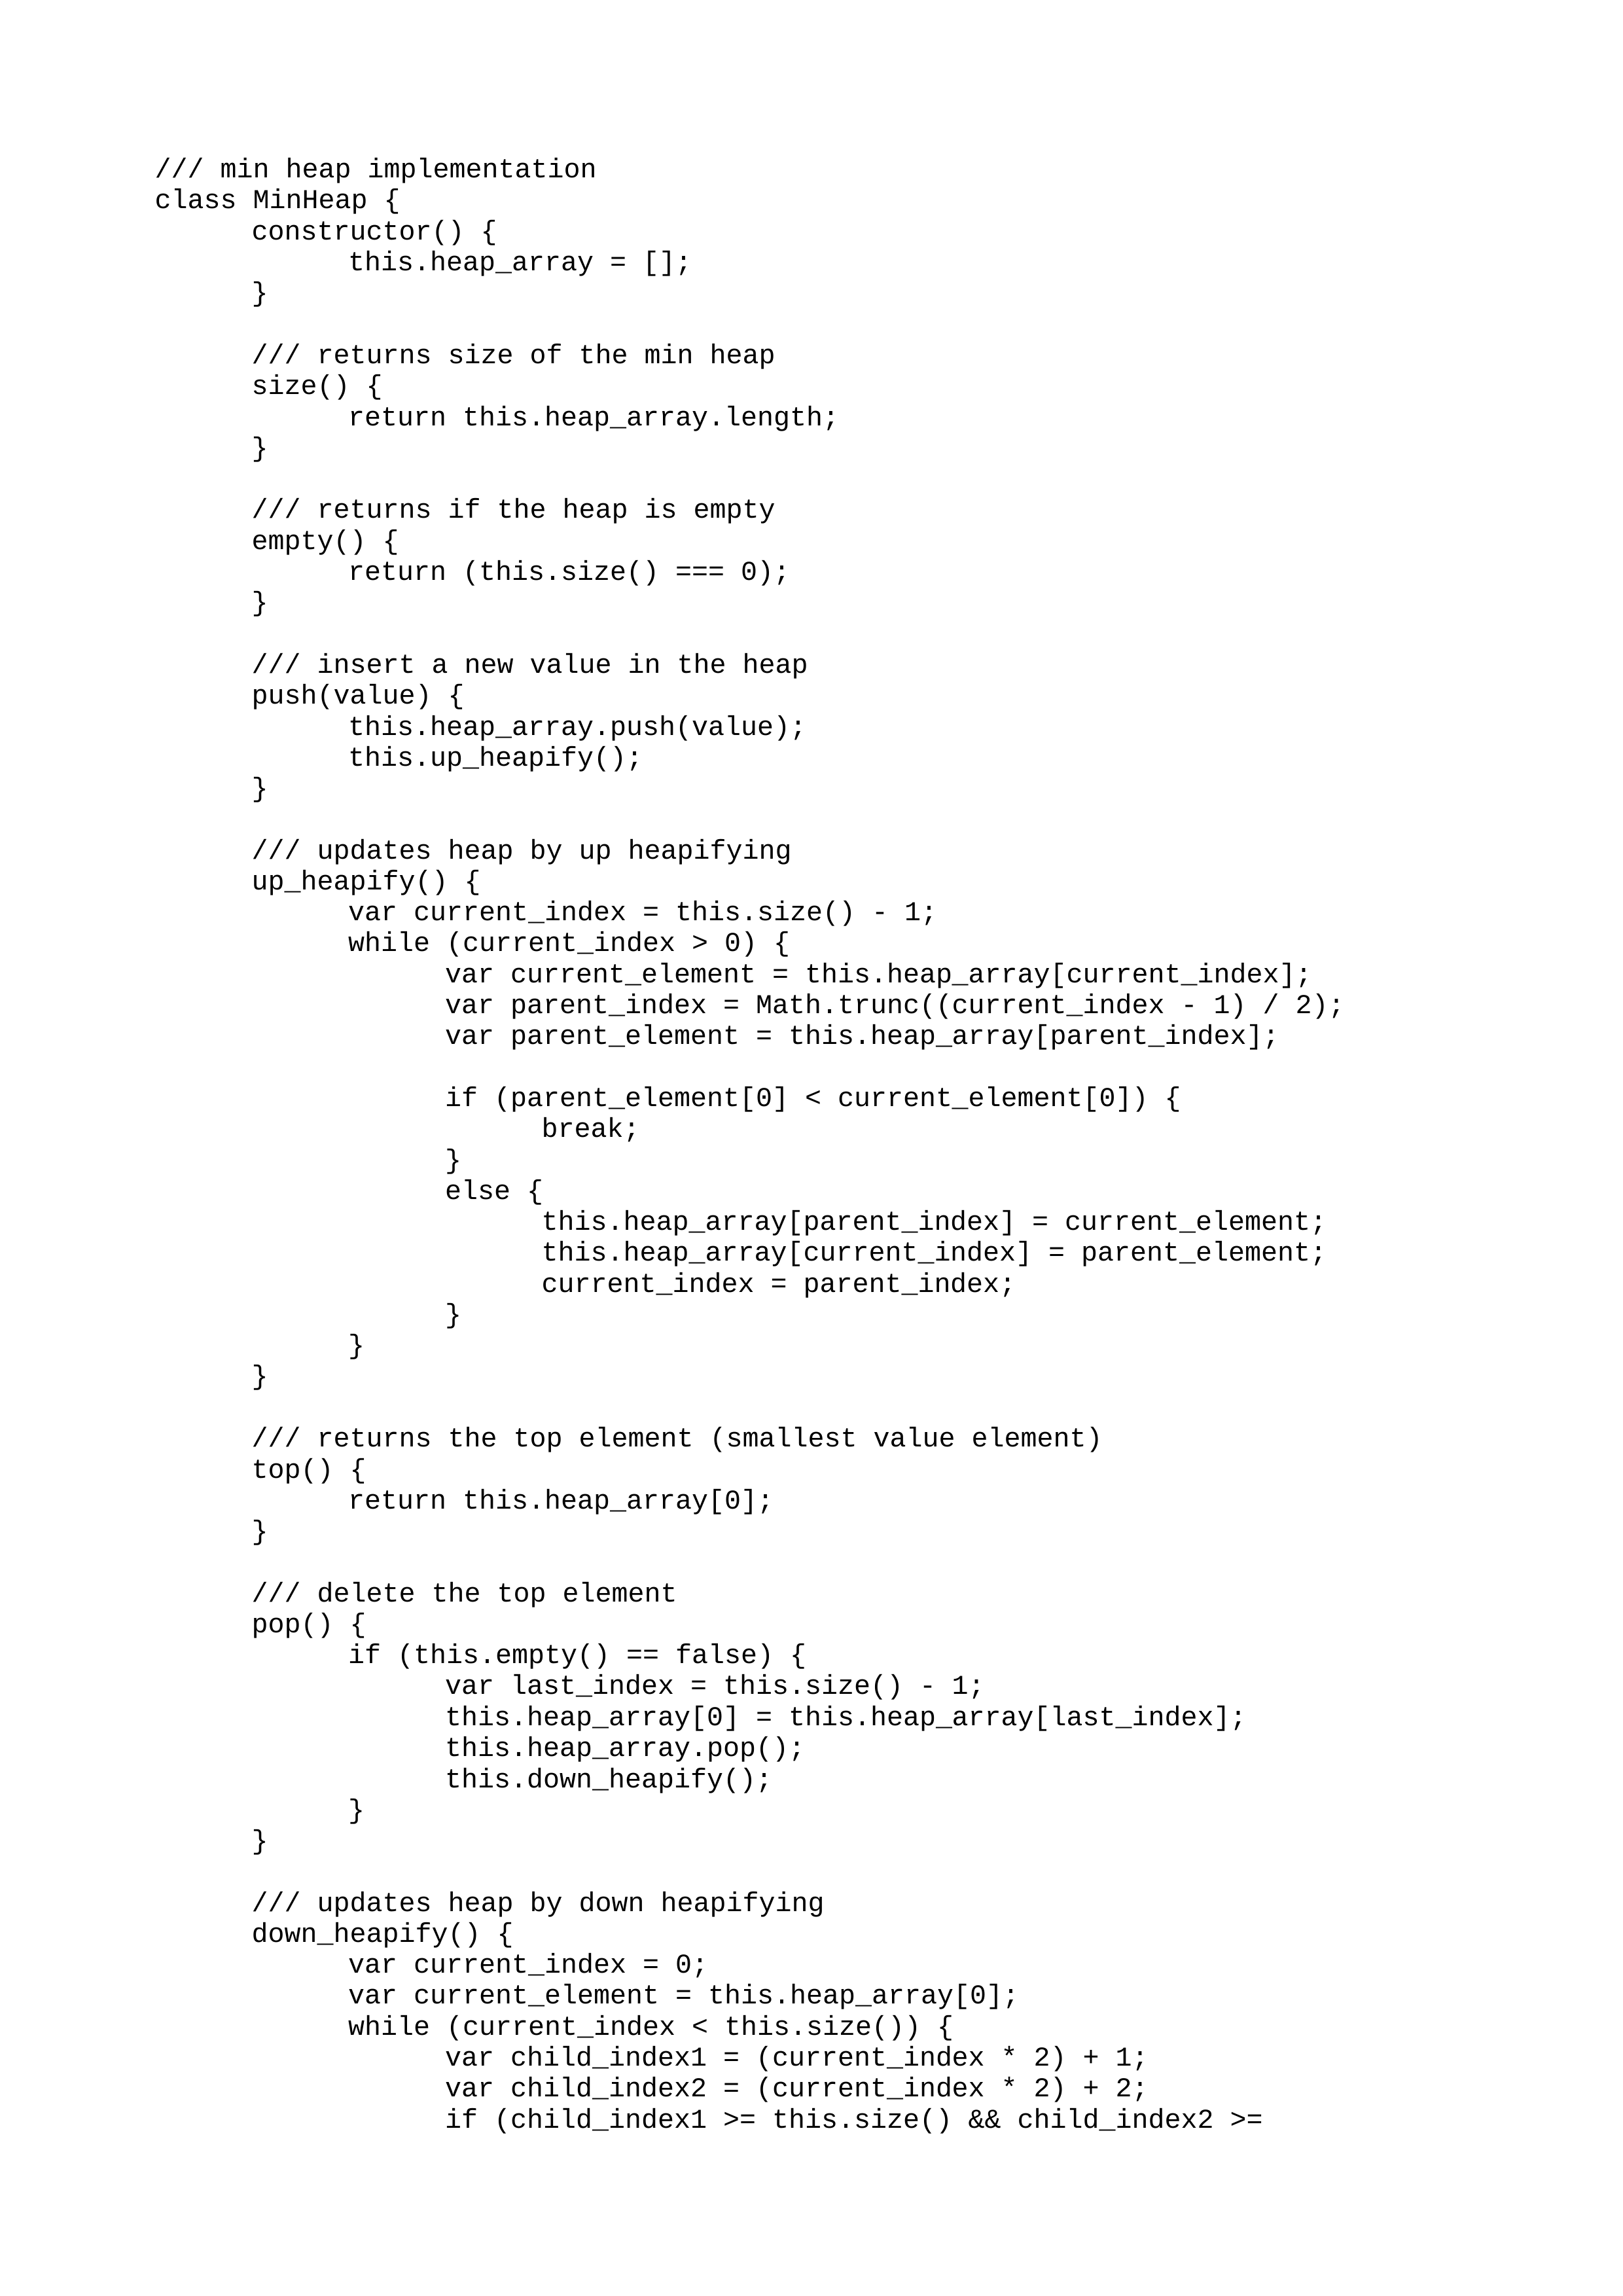 /// min heap implementation
class MinHeap {
constructor() {
this.heap_array = [];
}
/// returns size of the min heap
size() {
return this.heap_array.length;
}
/// returns if the heap is empty
empty() {
return (this.size() === 0);
}
/// insert a new value in the heap
push(value) {
this.heap_array.push(value);
this.up_heapify();
}
/// updates heap by up heapifying
up_heapify() {
var current_index = this.size() - 1;
while (current_index > 0) {
var current_element = this.heap_array[current_index];
var parent_index = Math.trunc((current_index - 1) / 2);
var parent_element = this.heap_array[parent_index];
if (parent_element[0] < current_element[0]) {
break;
}
else {
this.heap_array[parent_index] = current_element;
this.heap_array[current_index] = parent_element;
current_index = parent_index;
}
}
}
/// returns the top element (smallest value element)
top() {
return this.heap_array[0];
}
/// delete the top element
pop() {
if (this.empty() == false) {
var last_index = this.size() - 1;
this.heap_array[0] = this.heap_array[last_index];
this.heap_array.pop();
this.down_heapify();
}
}
/// updates heap by down heapifying
down_heapify() {
var current_index = 0;
var current_element = this.heap_array[0];
while (current_index < this.size()) {
var child_index1 = (current_index * 2) + 1;
var child_index2 = (current_index * 2) + 2;
if (child_index1 >= this.size() && child_index2 >=